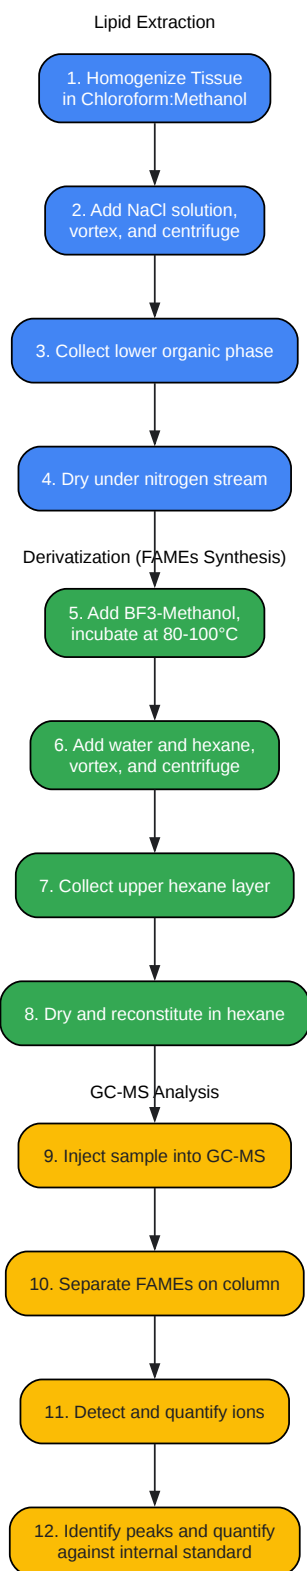 Lipid Extraction
1. Homogenize Tissue
in Chloroform:Methanol
2. Add NaCl solution,
vortex, and centrifuge
3. Collect lower organic phase
4. Dry under nitrogen stream
Derivatization (FAMEs Synthesis)
5. Add BF3-Methanol,
incubate at 80-100°C
6. Add water and hexane,
vortex, and centrifuge
7. Collect upper hexane layer
8. Dry and reconstitute in hexane
GC-MS Analysis
9. Inject sample into GC-MS
10. Separate FAMEs on column
11. Detect and quantify ions
12. Identify peaks and quantify
against internal standard